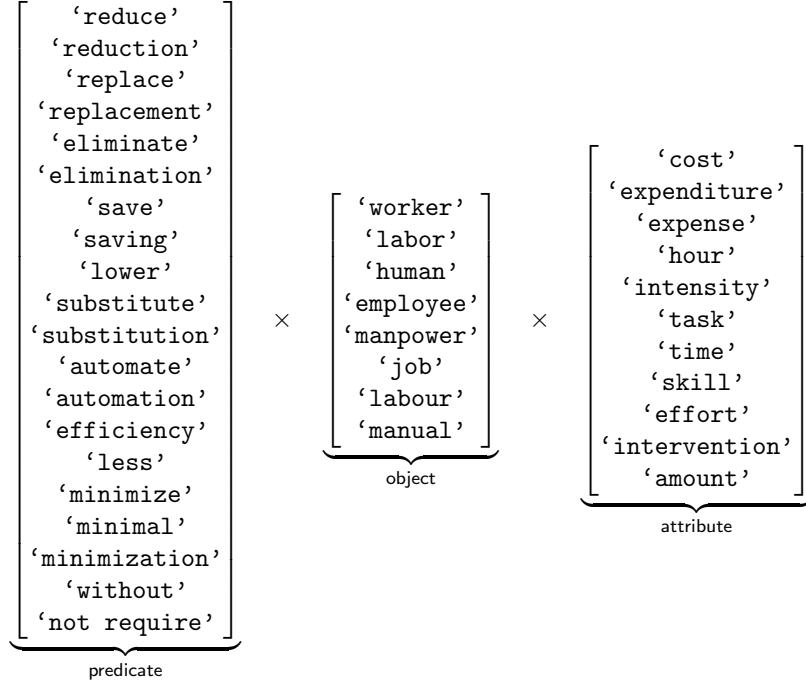 ‘reduce’
‘reduction’
‘replace’
‘replacement’
‘eliminate’
‘elimination’
‘save’
‘saving’
‘lower’
‘substitute’
‘substitution’
‘automate’
‘automation’
‘efficiency’
‘less’
‘minimize’
‘minimal’
‘minimization’
‘without’
‘not require’
predicate
×
‘worker’
‘labor’
‘human’
‘employee’
‘manpower’
‘job’
‘labour’
‘manual’
object
×
‘cost’
‘expenditure’
‘expense’
‘hour’
‘intensity’
‘task’
‘time’
‘skill’
‘effort’
‘intervention’
‘amount’
attribute